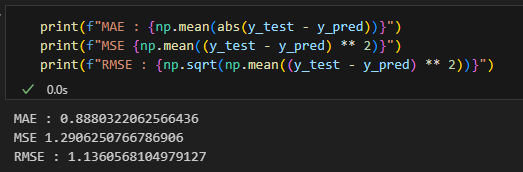 print(f"MAE : {np.mean(abs(y_test - y_pred))}")
print(f"MSE {np.mean((y_test - y_pred) ** 2)}")
print(f"RMSE : {np.sqrt(np.mean((y_test - y_pred) ** 2))}")
0.0s
MAE : 0.8880322062566436
MSE 1.2906250766786906
RMSE : 1.1360568104979127